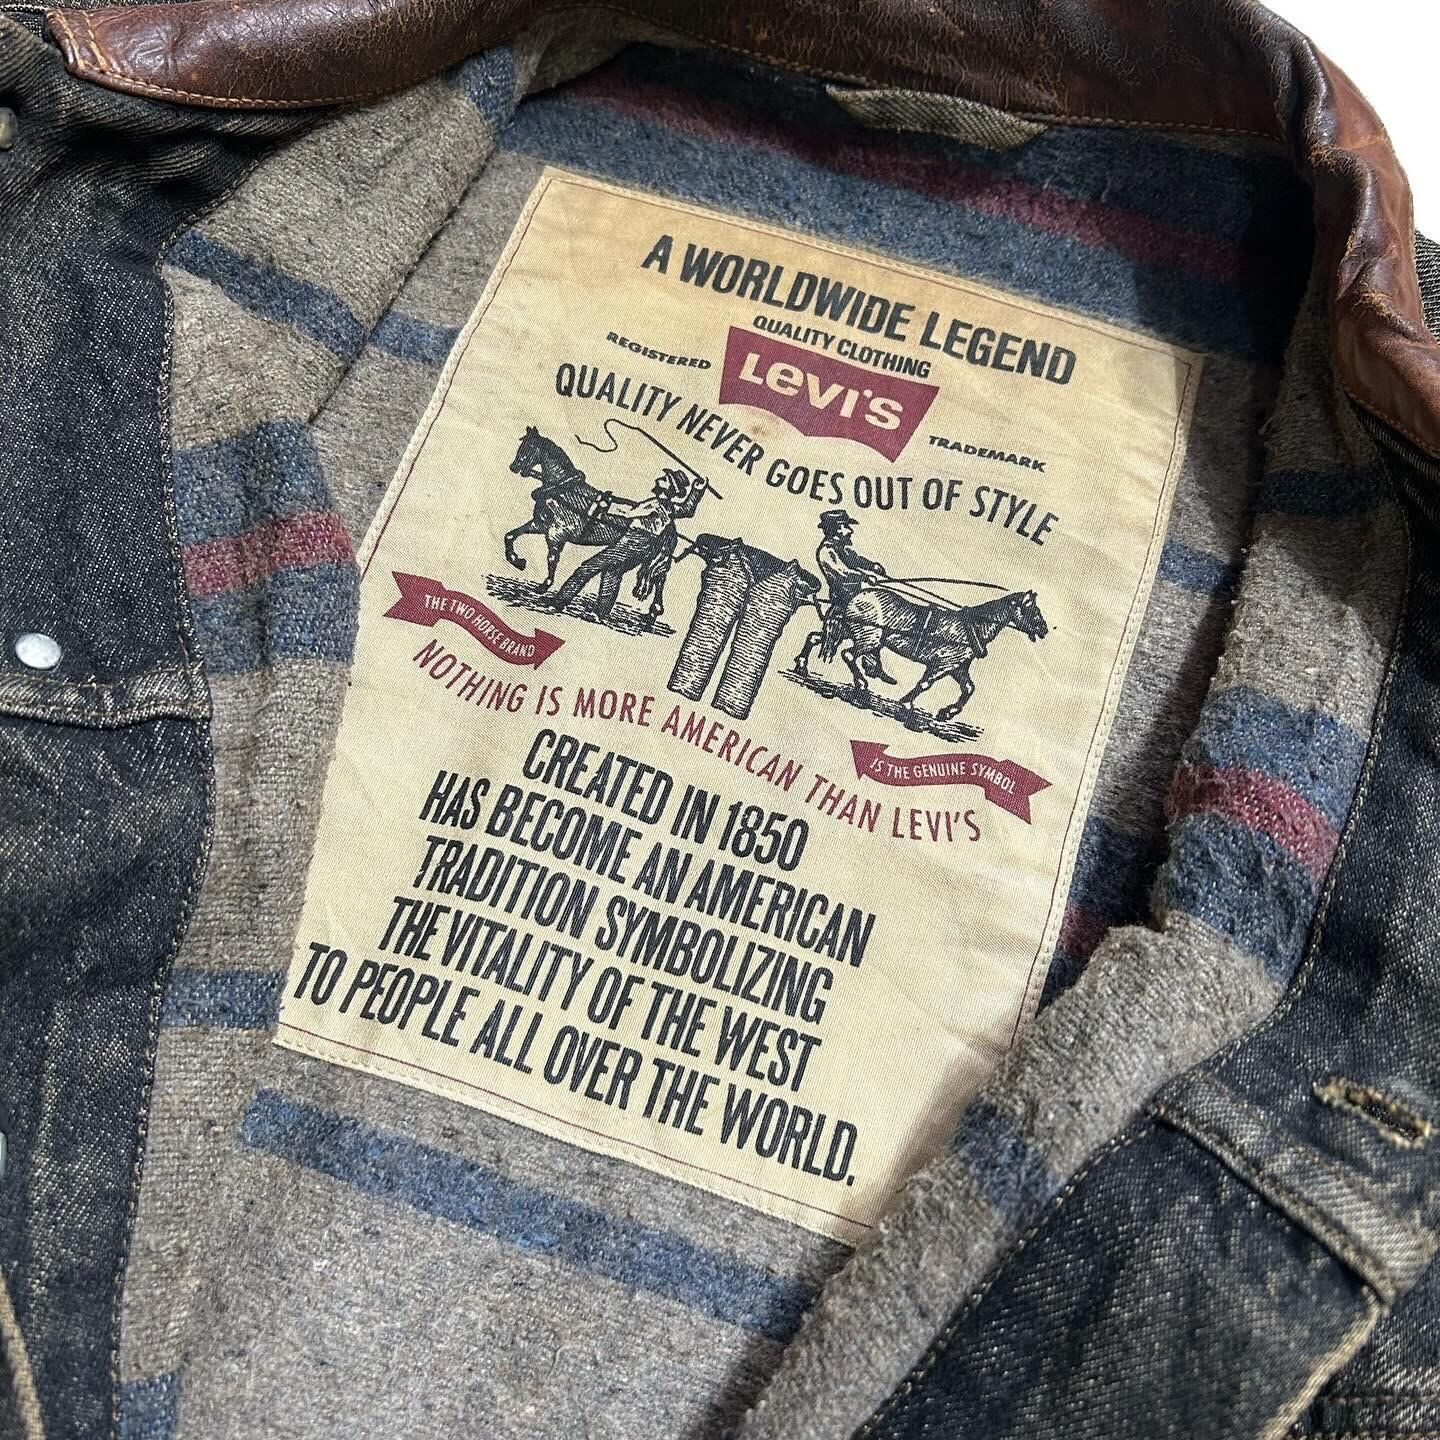 A WORLDWIDE LEGEND
QUALITY CLOTHING
REGISTERED
LEVI'S
TRADEMARK
QUALITY NEVER GOES OUT OF STYLE
THE TWO HORSE BRAND
IS THE GENUINE SYMBOL
NOTHING IS MORE AMERICAN THAN LEVI'S
CREATED IN 1850
HAS BECOME AN AMERICAN
TRADITION SYMBOLIZING
THE VITALITY OF THE WEST
TO PEOPLE ALL OVER THE WORLD.